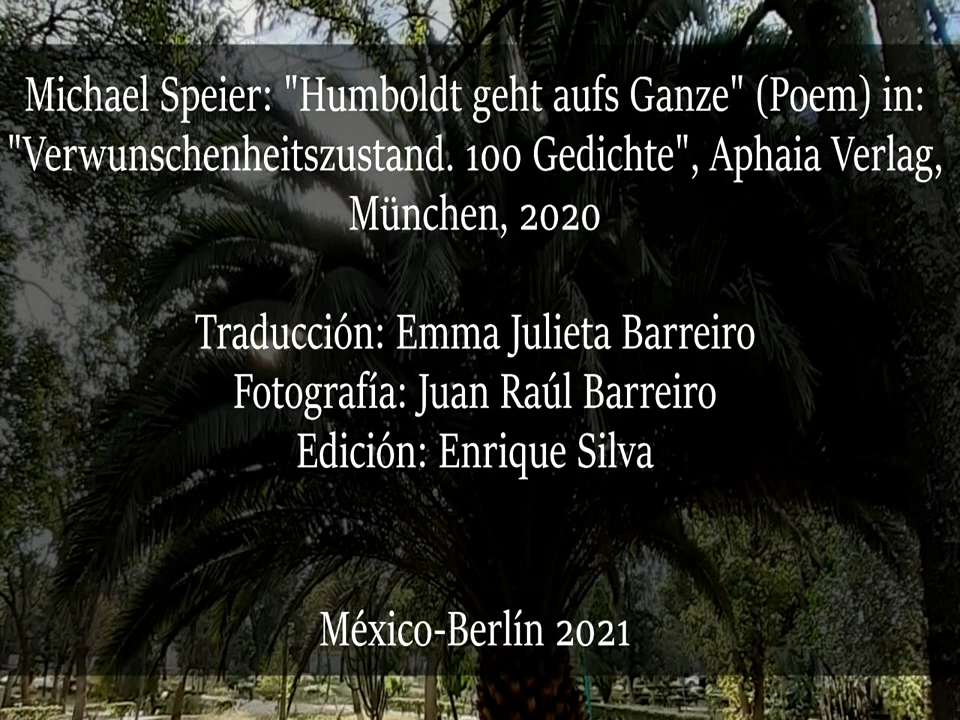 Michael Speier: "Humboldt geht aufs Ganze" (Poem) in:
"Verwunschenheitszustand. 100 Gedichte", Aphaia Verlag,
München, 2020
Traducción: Emma Julieta Barreiro
Fotografía: Juan Raúl Barreiro
Edición: Enrique Silva
México-Berlín 2021